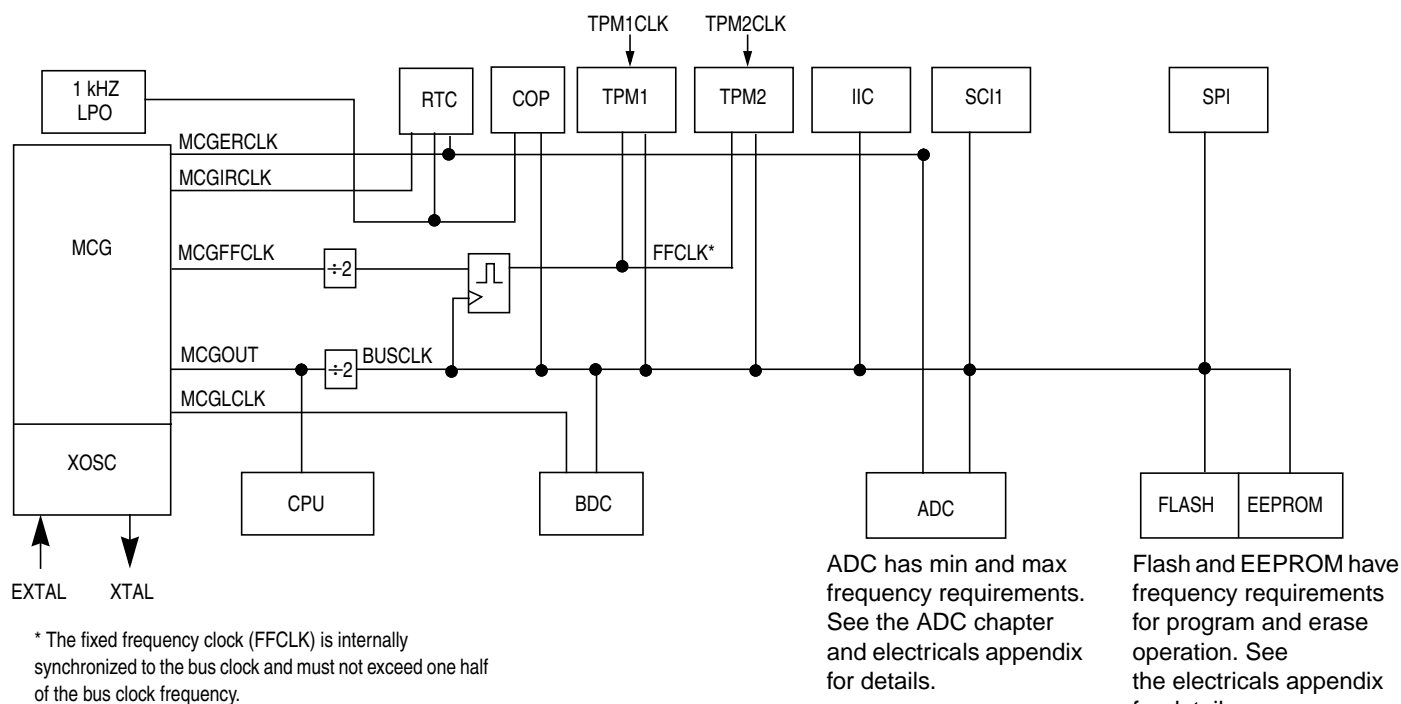 TPM1CLK TPM2CLK
1 kHZ
LPO
RTC COP TPM1 TPM2 IIC SCI1 SPI
MCGERCLK
MCGIRCLK
MCG
MCGFFCLK ÷2 FFCLK*
MCGOUT ÷2 BUSCLK
MCGLCLK
XOSC
CPU BDC ADC FLASH EEPROM
EXTAL XTAL
ADC has min and max
frequency requirements.
See the ADC chapter
and electricals appendix
for details.
Flash and EEPROM have
frequency requirements
for program and erase
operation. See
the electricals appendix
* The fixed frequency clock (FFCLK) is internally
synchronized to the bus clock and must not exceed one half
of the bus clock frequency.